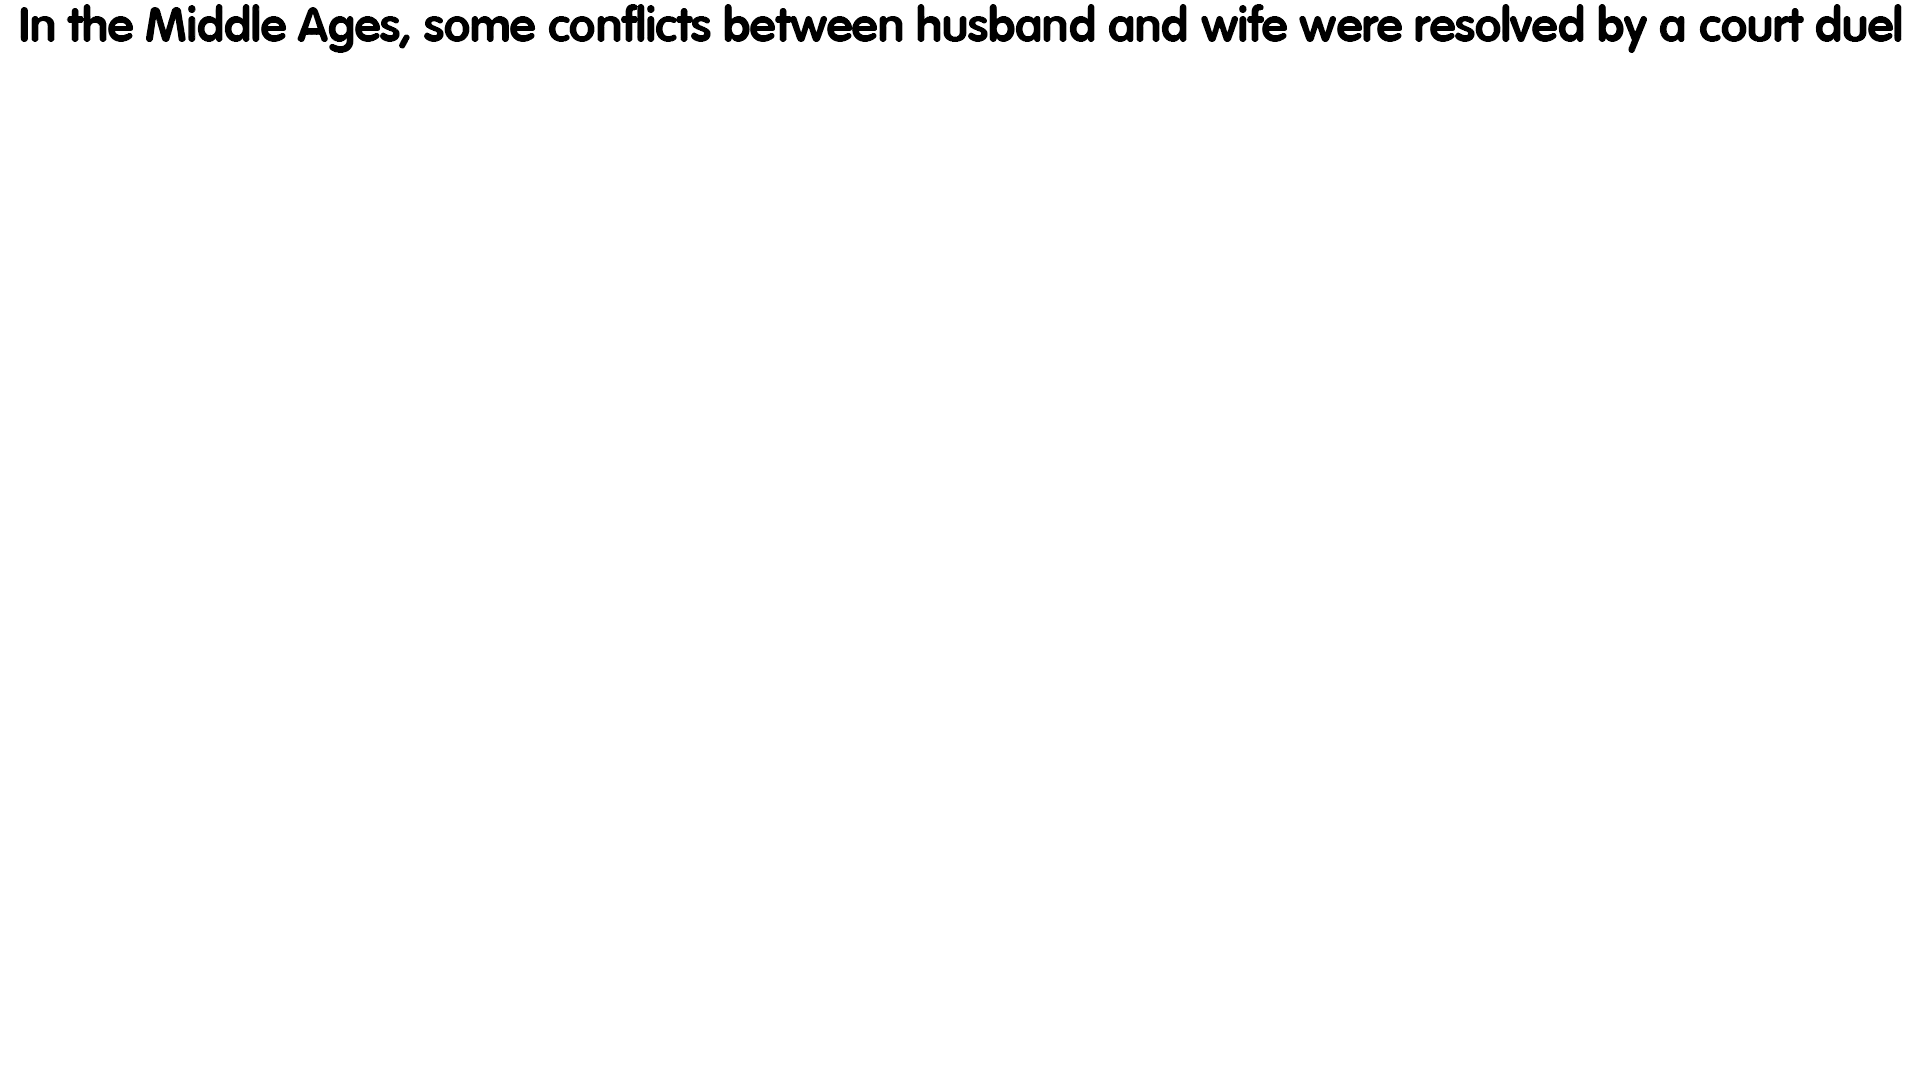 In the Middle Ages, some conflicts between husband and wife were resolved by a court duel